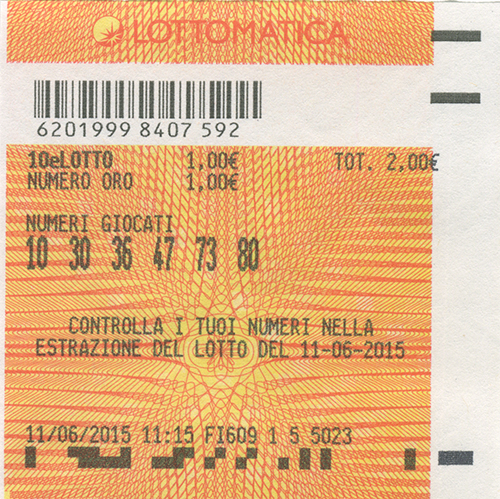 LOTTOMATICA
6201999 8407 592
10eLOTTO 1,00€ TOT. 2,00€
NUMERO ORO 1,00€
NUMERI GIOCATI
10 30 36 47 73 80
CONTROLLA I TUOI NUMERI NELLA
ESTRAZIONE DEL LOTTO DEL 11-06-2015
11/06/2015 11:15 FI609 1 5 5023